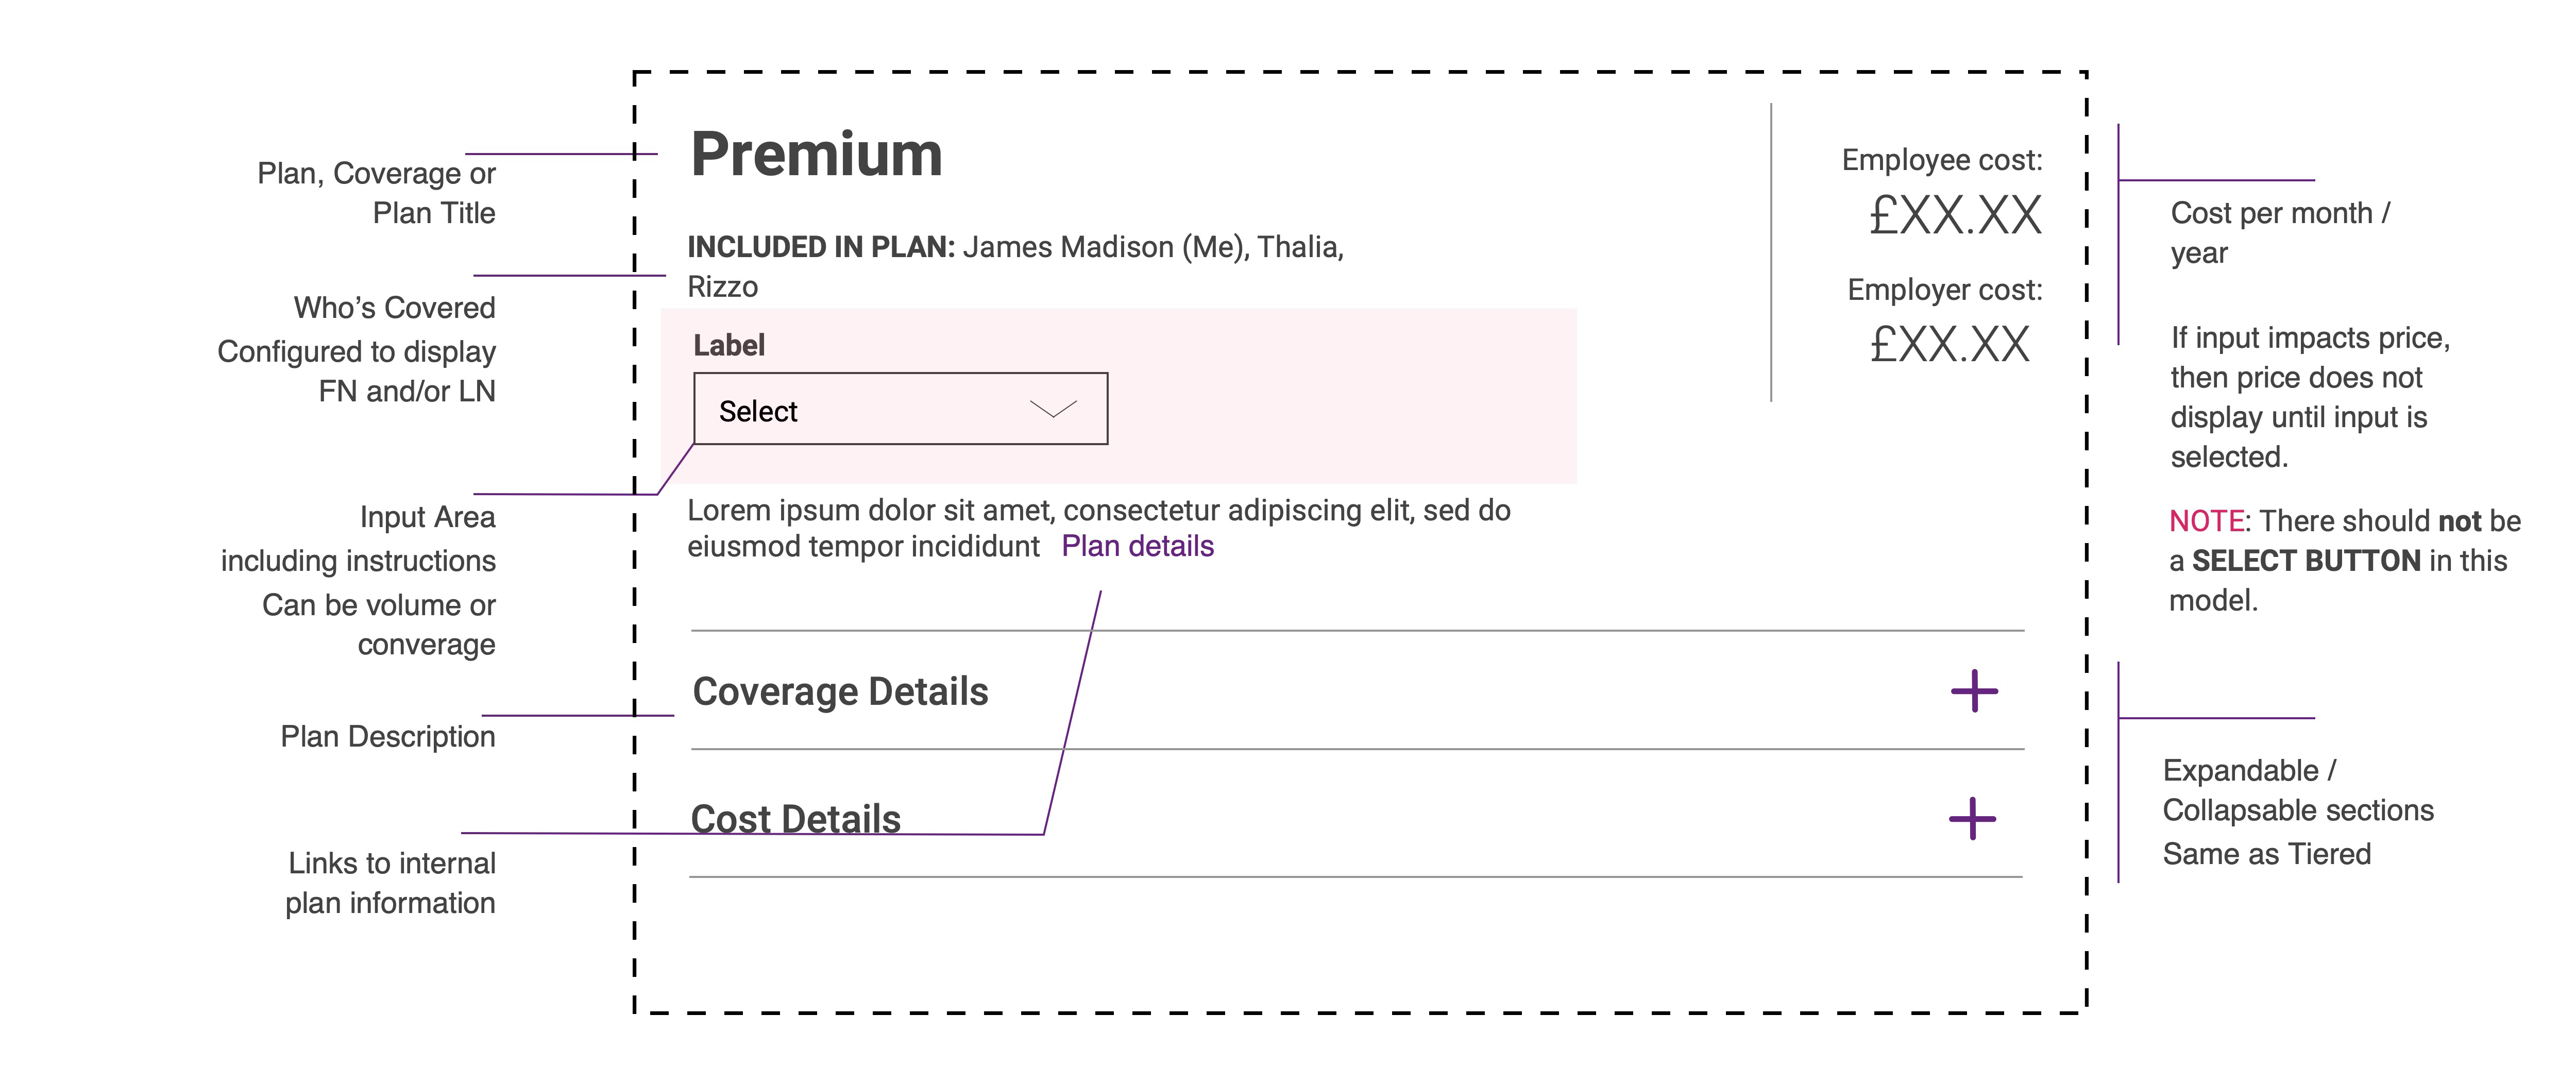 Plan, Coverage or
Plan Title
Who's Covered
Configured to display
FN and/or LN
Input Area
including instructions
Can be volume or
converage
Plan Description
Links to internal
plan information
Premium
INCLUDED IN PLAN: James Madison (Me), Thalia,
Rizzo
Label
Select
Lorem ipsum dolor sit amet, consectetur adipiscing elit, sed do
eiusmod tempor incididunt Plan details
Coverage Details
Cost Details
Employee cost:
£XX.XX
Employer cost:
£XX.XX
Cost per month /
year
If input impacts price,
then price does not
display until input is
selected.
NOTE: There should not be
a SELECT BUTTON in this
model.
Expandable /
Collapsable sections
Same as Tiered